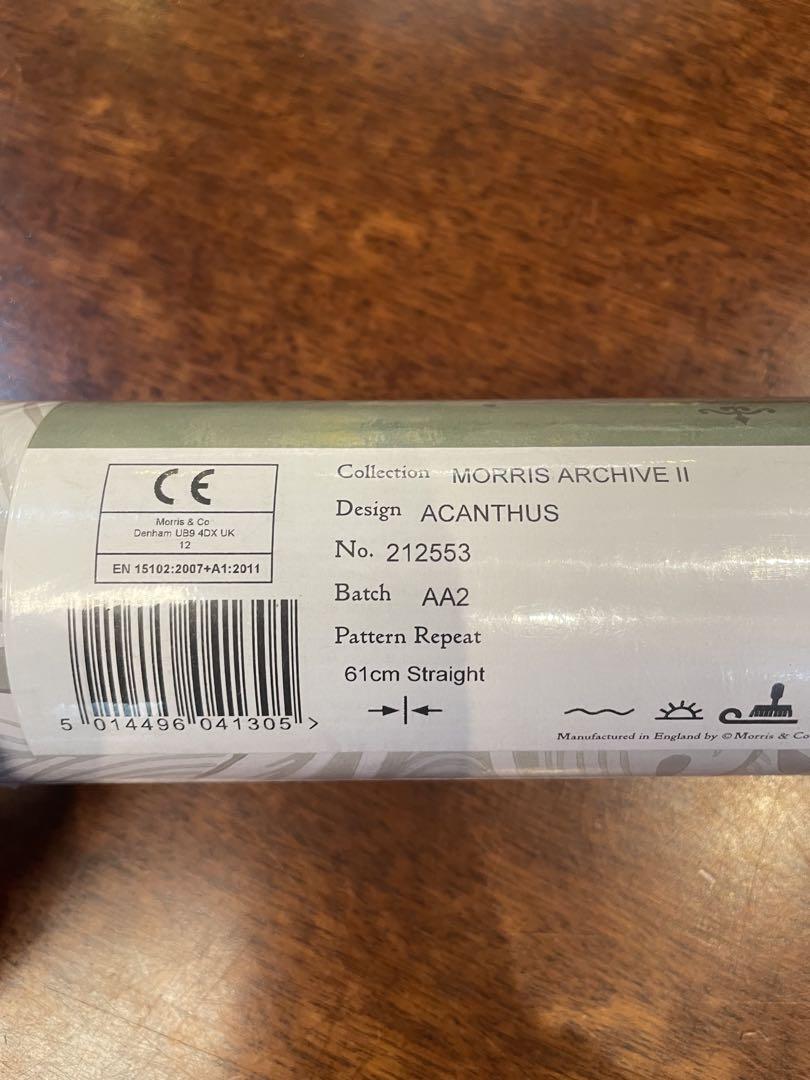 CE
Morris & Co
Denham UB9 4DX UK
12
EN 15102:2007+A1:2011
5 014496 041305 >
Collection MORRIS ARCHIVE II
Design ACANTHUS
No. 212553
Batch AA2
Pattern Repeat
61cm Straight
Manufactured in England by © Morris & Co